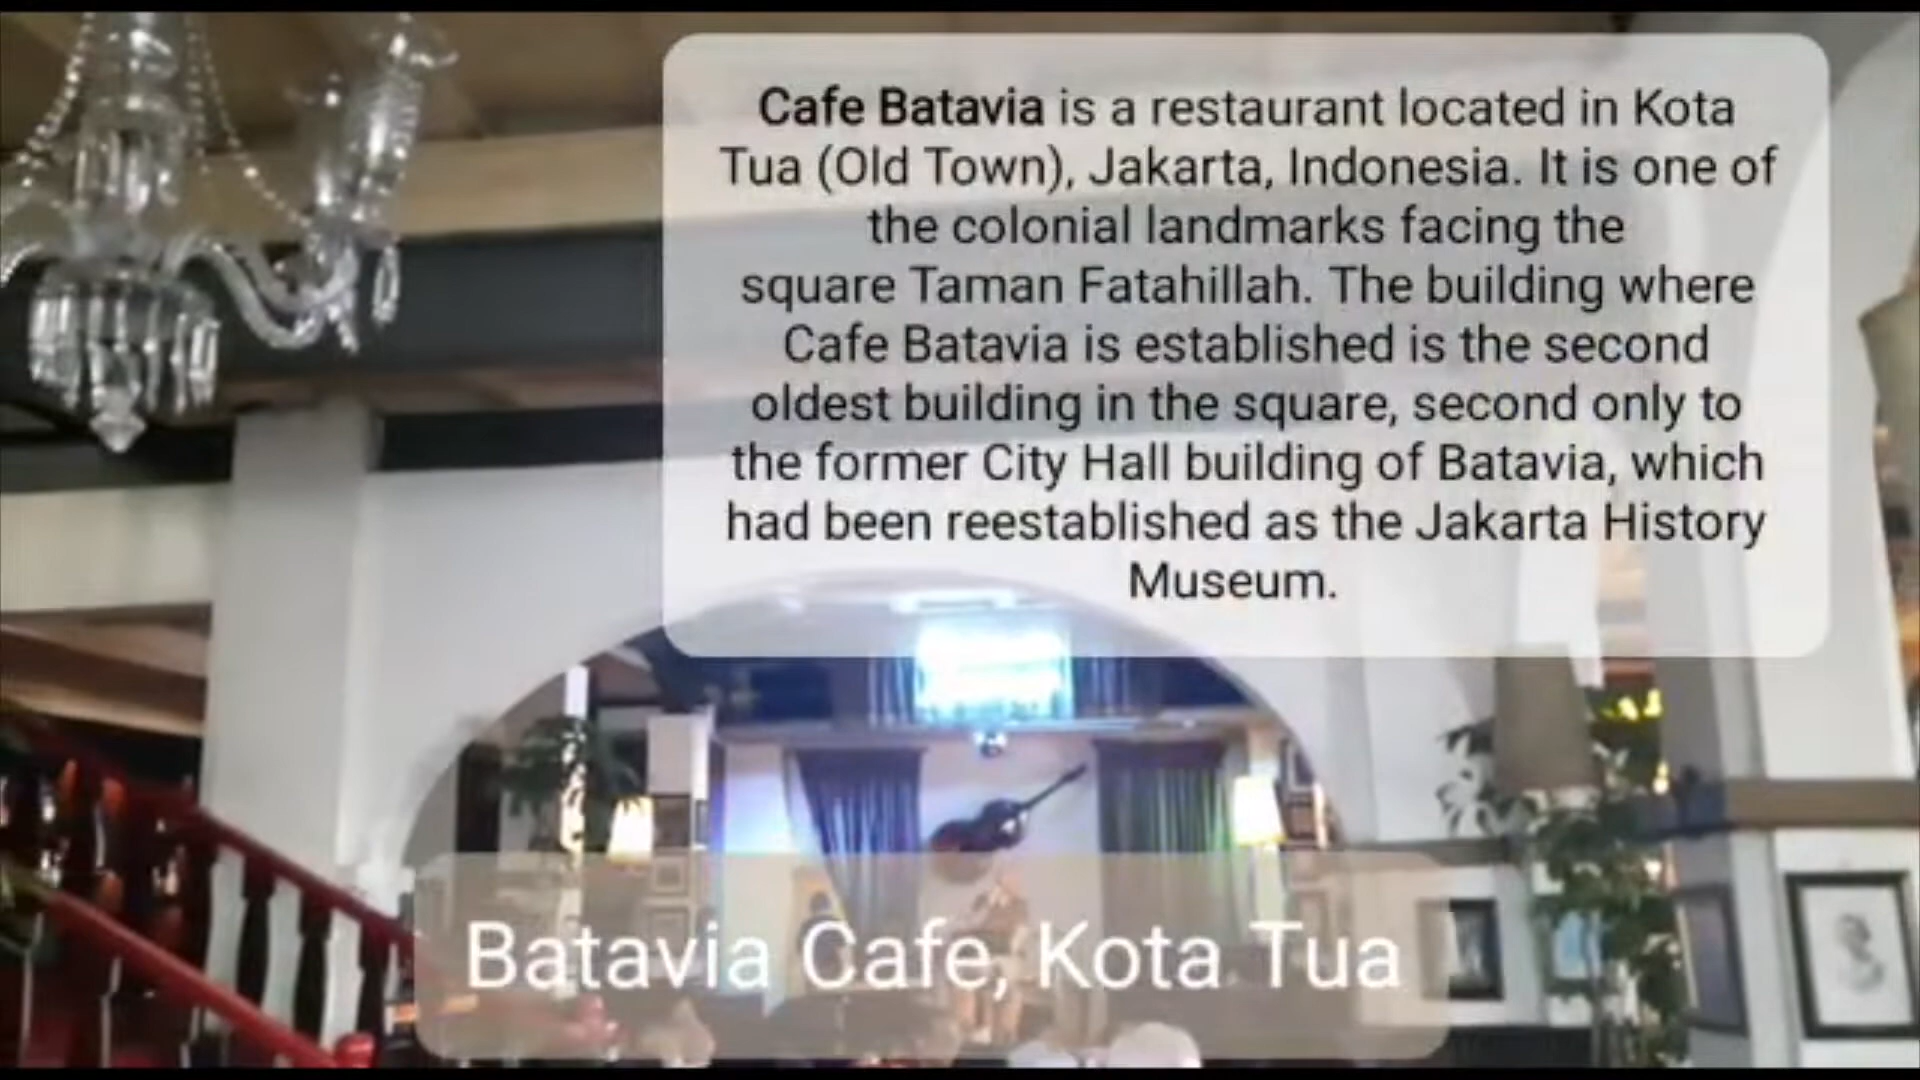 Cafe Batavia is a restaurant located in Kota
Tua (Old Town), Jakarta, Indonesia. It is one of
the colonial landmarks facing the
square Taman Fatahillah. The building where
Cafe Batavia is established is the second
oldest building in the square, second only to
the former City Hall building of Batavia, which
had been reestablished as the Jakarta History
Museum.
Batavia Cafe, Kota Tua